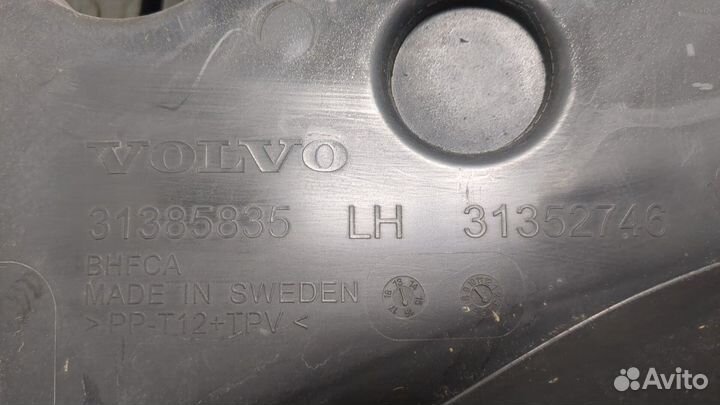 VOLVO
31385835 LH 31352746
BHFCA
MADE IN SWEDEN
>PP-T12+TPV<
Avito